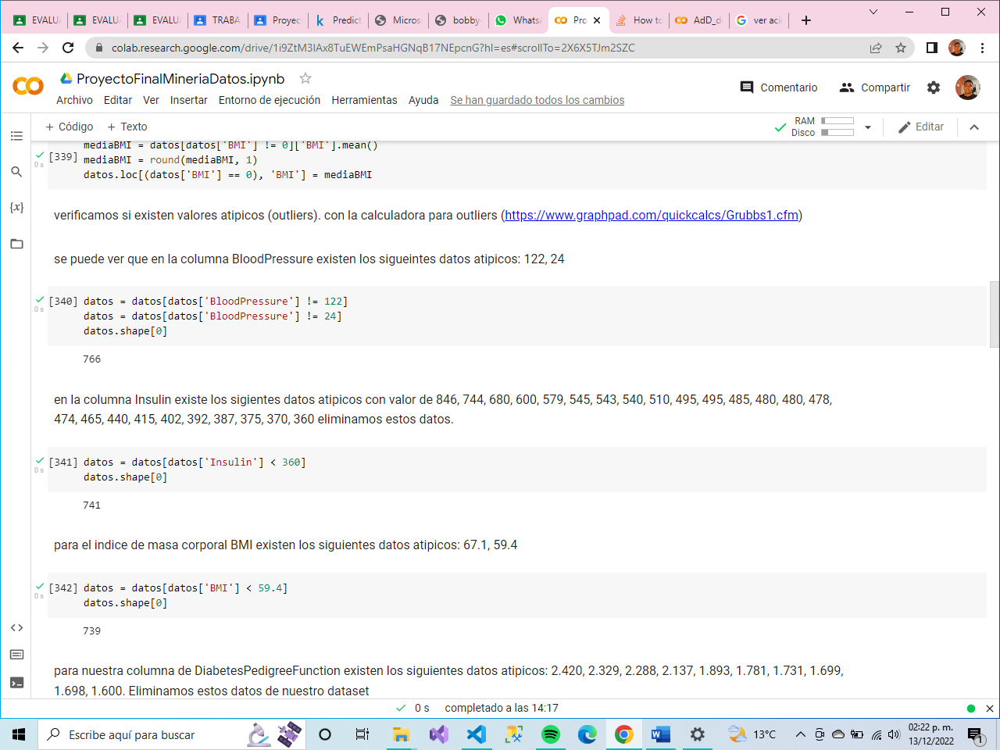 EVALUA
EVALUA
EVALUA
TRABA
Proyec
Predict
Micros
bobby-
WhatsA
Pro
How to
AdD_d
ver aci
colab.research.google.com/drive/1i9ZtM3lAx8TuEWEmPsaHGNqB17NEpcnG?hl=es#scrollTo=2X6X5TJm2SZC
ProyectoFinalMineriaDatos.ipynb
Comentario
Compartir
Archivo Editar Ver Insertar Entorno de ejecución Herramientas Ayuda Se han guardado todos los cambios
+ Código + Texto
RAM
Disco
Editar
mediaBMI = datos[datos['BMI'] != 0]['BMI'].mean()
[339] mediaBMI = round(mediaBMI, 1)
0 s
datos.loc[(datos['BMI'] == 0), 'BMI'] = mediaBMI
verificamos si existen valores atipicos (outliers). con la calculadora para outliers (https://www.graphpad.com/quickcalcs/Grubbs1.cfm)
se puede ver que en la columna BloodPressure existen los sigueintes datos atipicos: 122, 24
[340] datos = datos[datos['BloodPressure'] != 122]
0 s
datos = datos[datos['BloodPressure'] != 24]
datos.shape[0]
766
en la columna Insulin existe los sigientes datos atipicos con valor de 846, 744, 680, 600, 579, 545, 543, 540, 510, 495, 495, 485, 480, 480, 478,
474, 465, 440, 415, 402, 392, 387, 375, 370, 360 eliminamos estos datos.
[341] datos = datos[datos['Insulin'] < 360]
0 s
datos.shape[0]
741
para el indice de masa corporal BMI existen los siguientes datos atipicos: 67.1, 59.4
[342] datos = datos[datos['BMI'] < 59.4]
0 s
datos.shape[0]
739
para nuestra columna de DiabetesPedigreeFunction existen los siguientes datos atipicos: 2.420, 2.329, 2.288, 2.137, 1.893, 1.781, 1.731, 1.699,
1.698, 1.600. Eliminamos estos datos de nuestro dataset
0 s completado a las 14:17
Escribe aquí para buscar
13°C
02:22 p. m.
13/12/2022
1